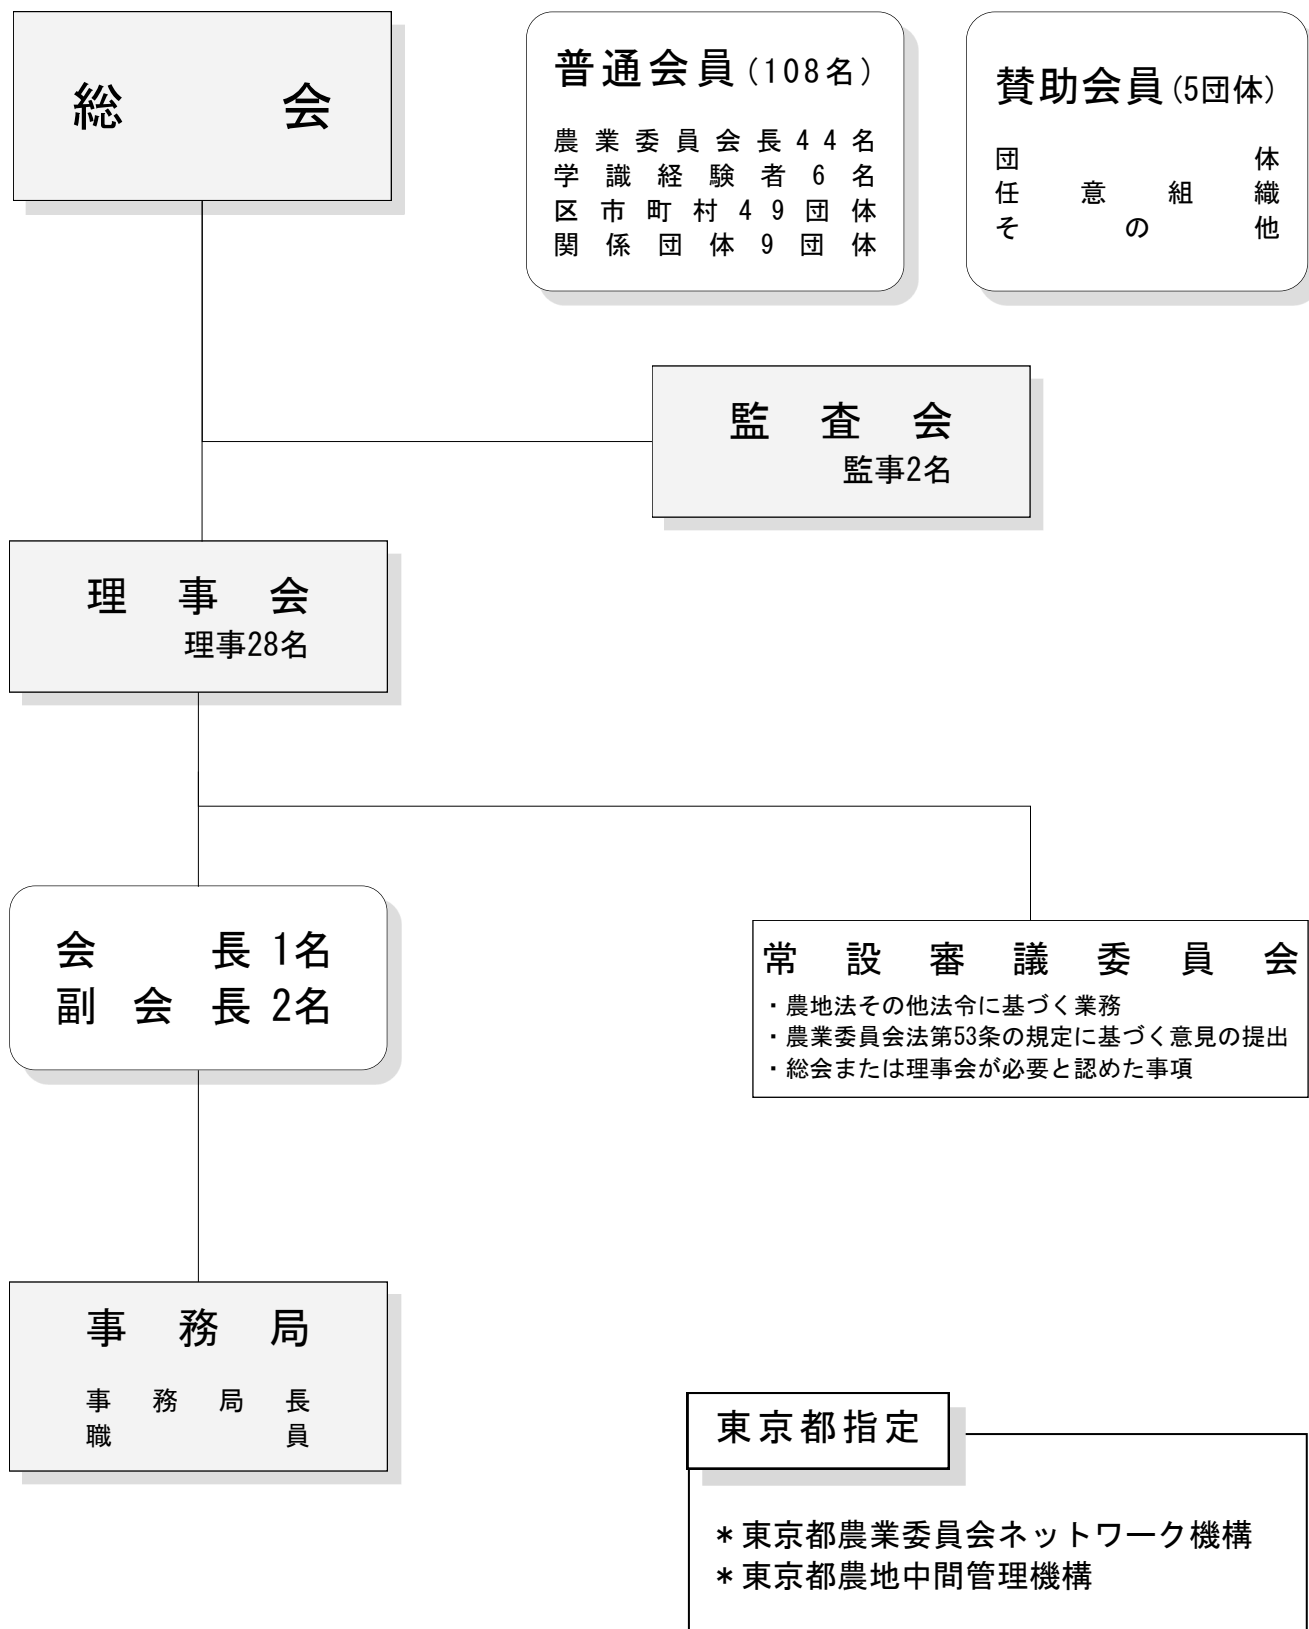 総会
普通会員(108名)
農業委員会長44名
学識経験者6名
区市町村49団体
関係団体9団体
賛助会員(5団体)
団体
任意組織
その他
監査会
監事2名
理事会
理事28名
会長1名
副会長2名
常設審議委員会
・農地法その他法令に基づく業務
・農業委員会法第53条の規定に基づく意見の提出
・総会または理事会が必要と認めた事項
事務局
事務局長
職員
東京都指定
*東京都農業委員会ネットワーク機構
*東京都農地中間管理機構